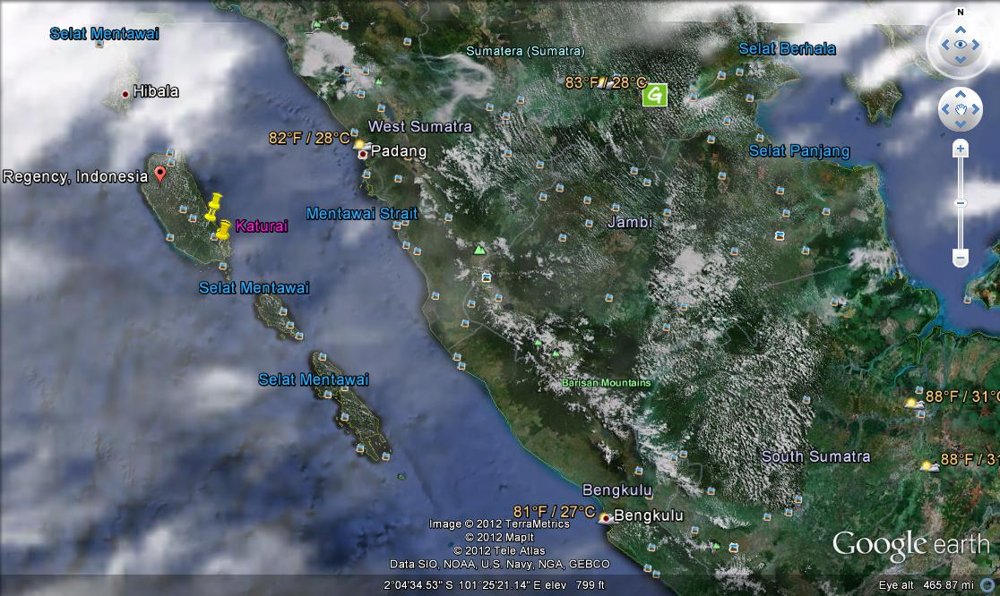 N
Selat Mentawai
Sumatera (Sumatra)
Selat Berhala
83°F / 28°C
G
Hibala
West Sumatra
82°F / 28°C
Padang
Selat Panjang
Regency, Indonesia
Mentawai Strait
Katurai
Jambi
Selat Mentawai
Selat Mentawai
Barisan Mountains
88°F / 31°C
South Sumatra
88°F / 31
Bengkulu
81°F / 27°C
Bengkulu
Image © 2012 TerraMetrics
© 2012 MapIt
© 2012 Tele Atlas
Data SIO, NOAA, U.S. Navy, NGA, GEBCO
Google earth
2°04'34.53" S 101°25'21.14" E elev 799 ft
Eye alt 465.87 mi